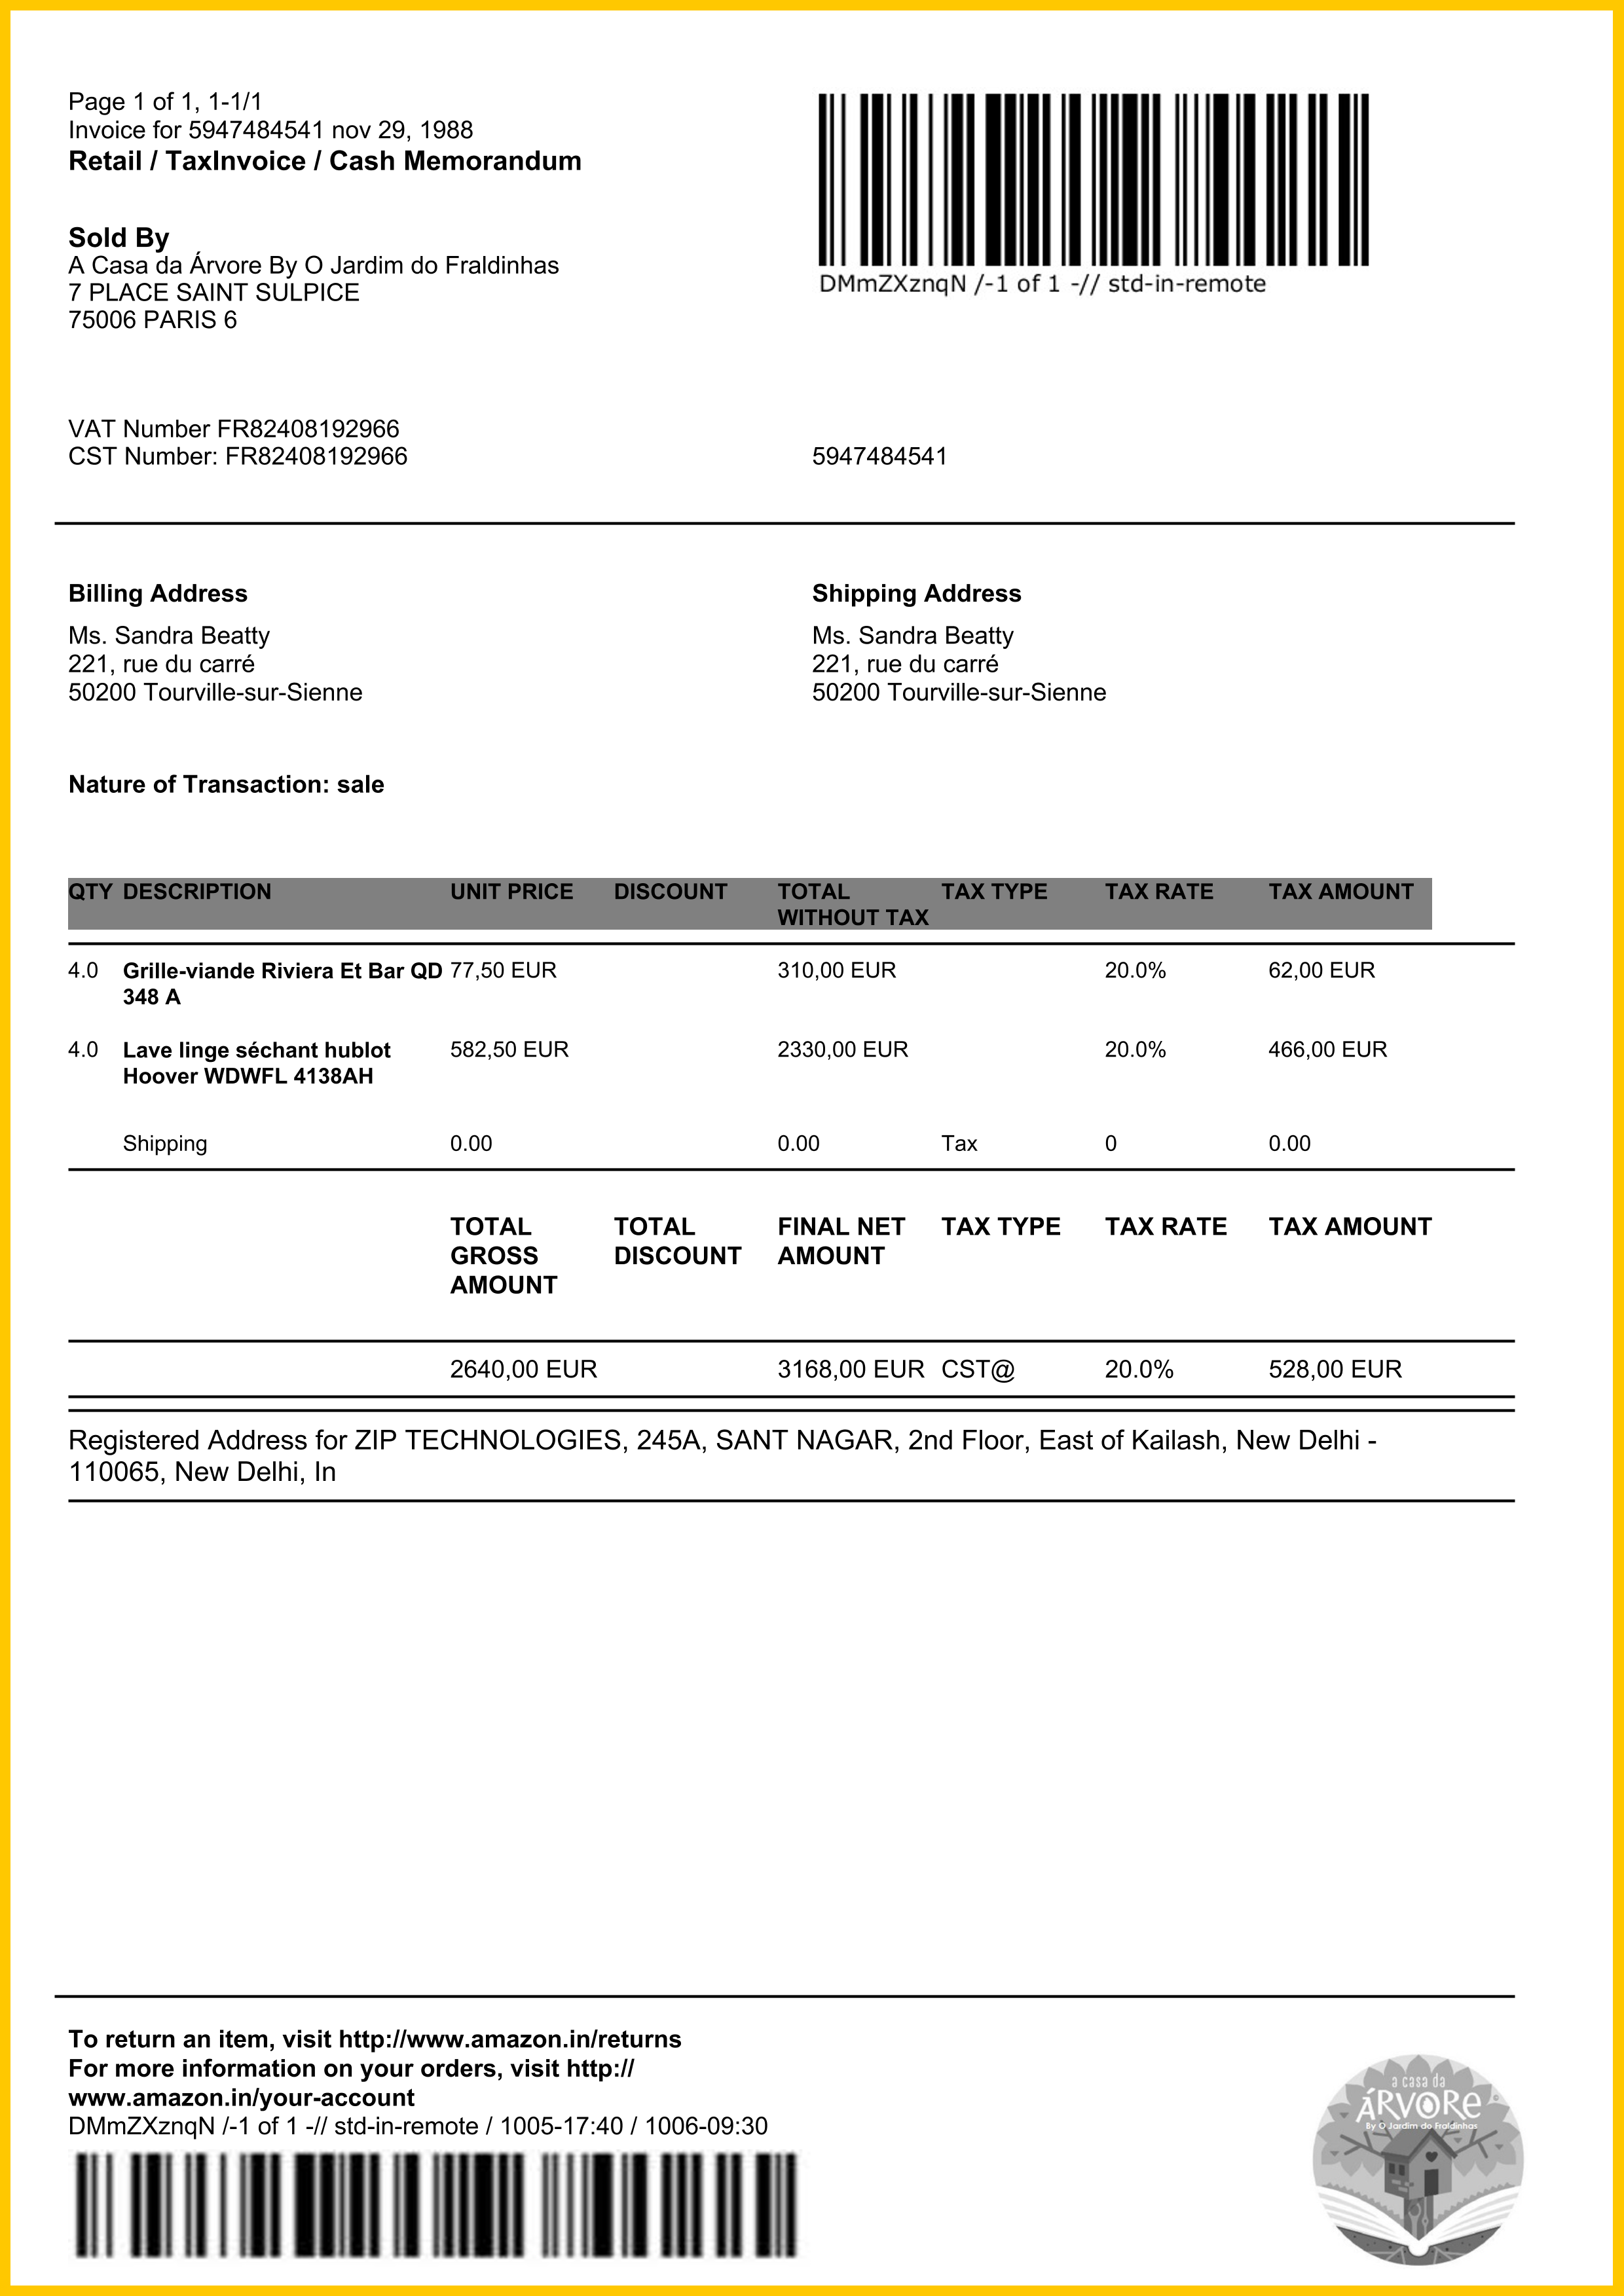 Page 1 of 1, 1-1/1
Invoice for 5947484541 nov 29, 1988
Retail / TaxInvoice / Cash Memorandum
DMmZXznqN /-1 of 1 -// std-in-remote
Sold By
A Casa da Árvore By O Jardim do Fraldinhas
7 PLACE SAINT SULPICE
75006 PARIS 6
VAT Number FR82408192966
CST Number: FR82408192966
5947484541
Billing Address
Ms. Sandra Beatty
221, rue du carré
50200 Tourville-sur-Sienne
Shipping Address
Ms. Sandra Beatty
221, rue du carré
50200 Tourville-sur-Sienne
Nature of Transaction: sale
QTY DESCRIPTION UNIT PRICE DISCOUNT TOTAL TAX TYPE TAX RATE TAX AMOUNT
WITHOUT TAX
4.0 Grille-viande Riviera Et Bar QD 77,50 EUR 310,00 EUR 20.0% 62,00 EUR
348 A
4.0 Lave linge séchant hublot 582,50 EUR 2330,00 EUR 20.0% 466,00 EUR
Hoover WDWFL 4138AH
Shipping 0.00 0.00 Tax 0 0.00
TOTAL TOTAL FINAL NET TAX TYPE TAX RATE TAX AMOUNT
GROSS DISCOUNT AMOUNT
AMOUNT
2640,00 EUR 3168,00 EUR CST@ 20.0% 528,00 EUR
Registered Address for ZIP TECHNOLOGIES, 245A, SANT NAGAR, 2nd Floor, East of Kailash, New Delhi -
110065, New Delhi, In
To return an item, visit http://www.amazon.in/returns
For more information on your orders, visit http://
www.amazon.in/your-account
DMmZXznqN /-1 of 1 -// std-in-remote / 1005-17:40 / 1006-09:30
a casa da
ÁRVORe
By O Jardim do Fraldinhas